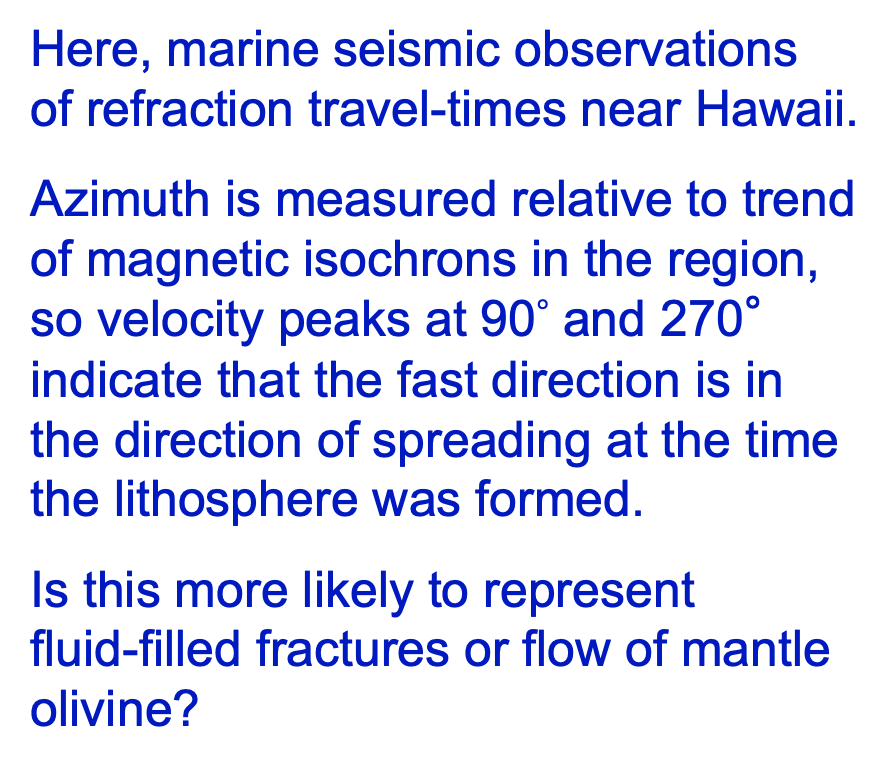 Here, marine seismic observations
of refraction travel-times near Hawaii.
Azimuth is measured relative to trend
of magnetic isochrons in the region,
so velocity peaks at 90° and 270°
indicate that the fast direction is in
the direction of spreading at the time
the lithosphere was formed.
Is this more likely to represent
fluid-filled fractures or flow of mantle
olivine?